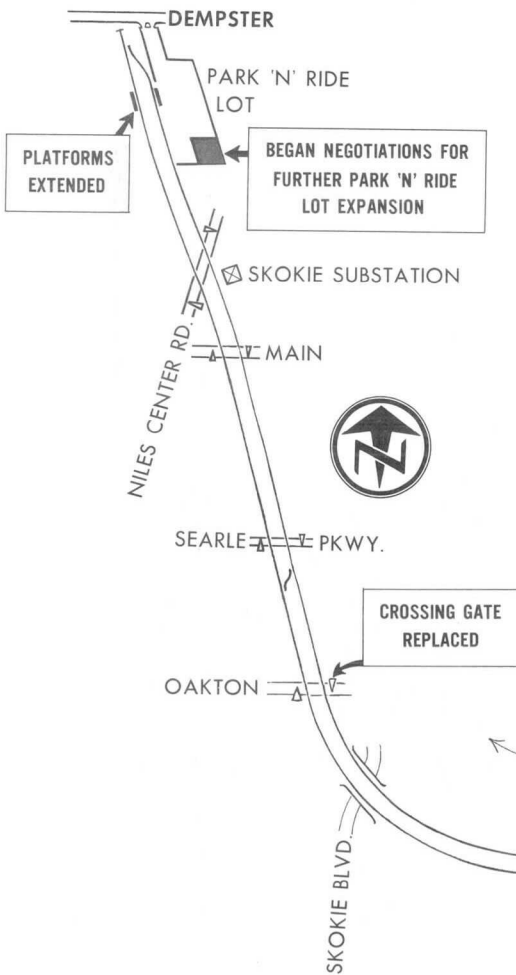 DEMPSTER
PARK 'N' RIDE
LOT
PLATFORMS
EXTENDED
BEGAN NEGOTIATIONS FOR
FURTHER PARK 'N' RIDE
LOT EXPANSION
SKOKIE SUBSTATION
NILES CENTER RD.
MAIN
N
SEARLE PKWY.
CROSSING GATE
REPLACED
OAKTON
SKOKIE BLVD.